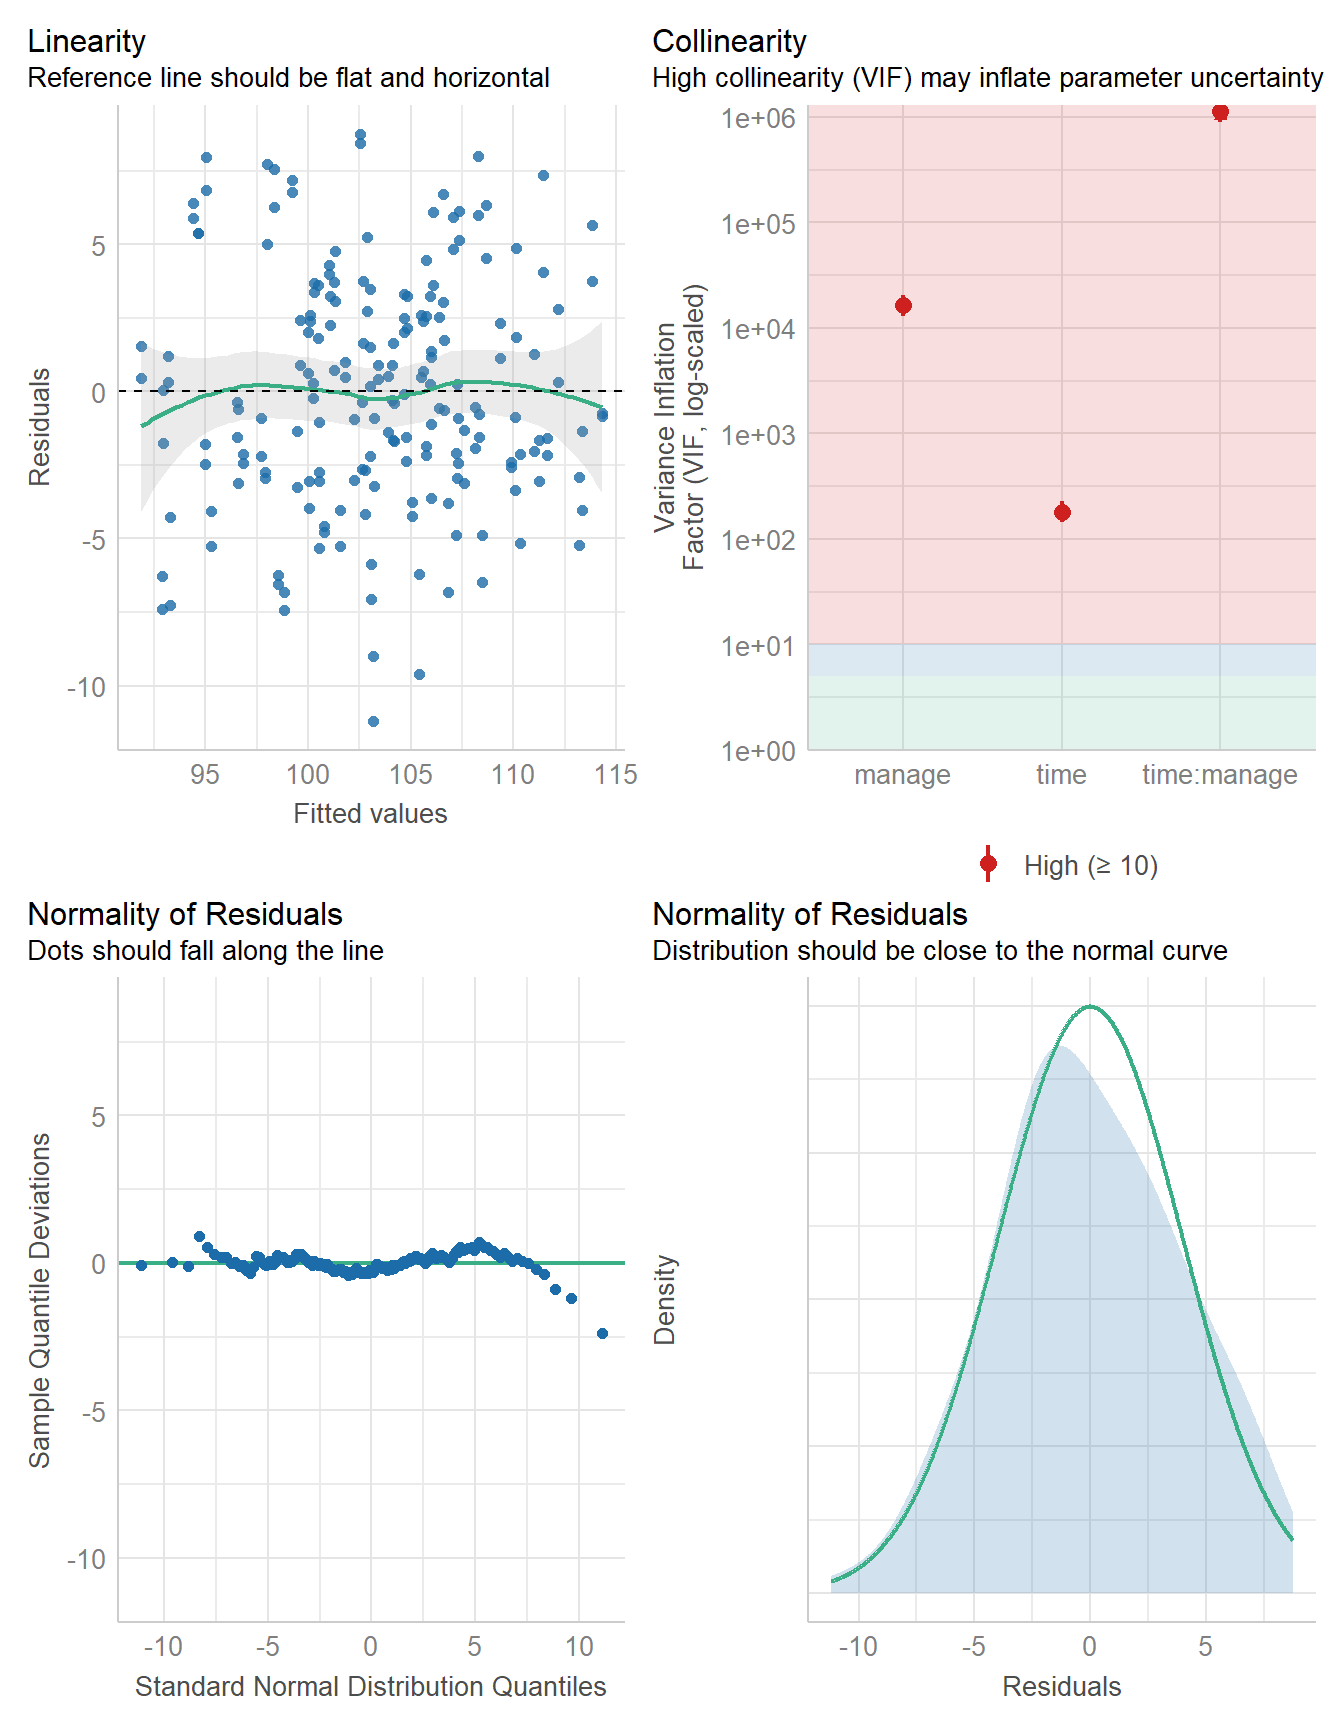 Linearity
Reference line should be flat and horizontal
5
0
-5
-10
Residuals
95
100
105
110
115
Fitted values
Collinearity
High collinearity (VIF) may inflate parameter uncertainty
1e+06
1e+05
1e+04
1e+03
1e+02
1e+01
1e+00
Variance Inflation
Factor (VIF, log-scaled)
manage
time
time:manage
High (≥ 10)
Normality of Residuals
Dots should fall along the line
5
0
-5
-10
Sample Quantile Deviations
-10
-5
0
5
10
Standard Normal Distribution Quantiles
Normality of Residuals
Distribution should be close to the normal curve
Density
-10
-5
0
5
Residuals